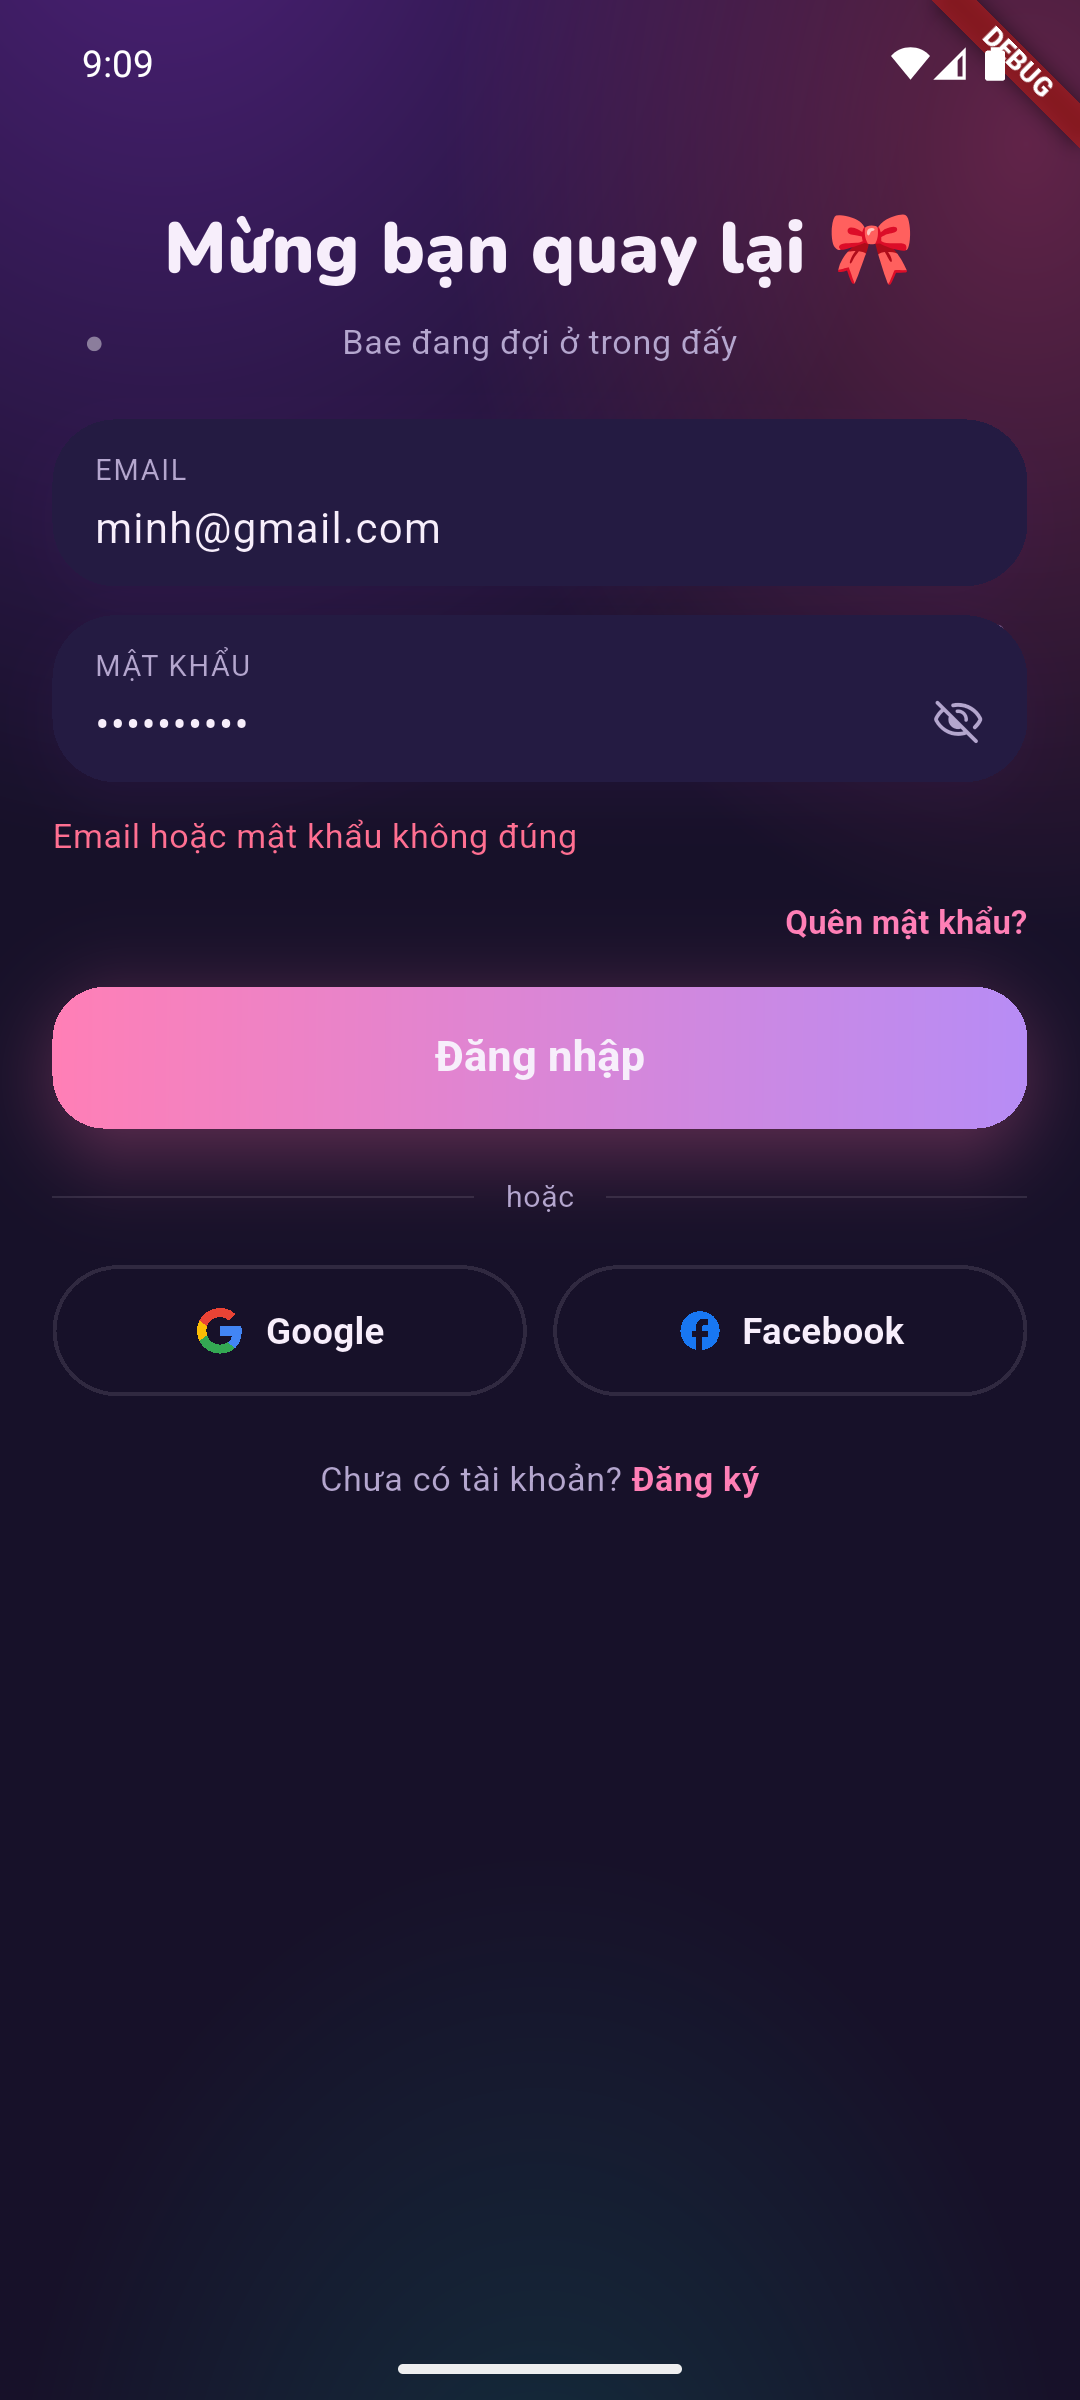 9:09
DEBUG
Mừng bạn quay lại 🎀
Bae đang đợi ở trong đấy
EMAIL
minh@gmail.com
MẬT KHẨU
••••••••••
Email hoặc mật khẩu không đúng
Quên mật khẩu?
Đăng nhập
hoặc
Google
Facebook
Chưa có tài khoản? Đăng ký